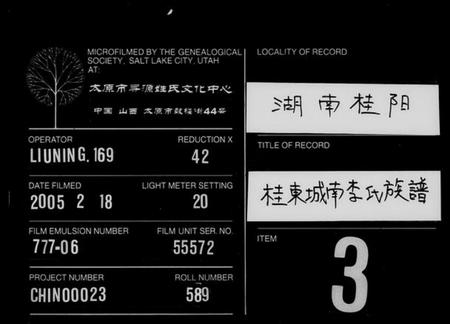 MICROFILMED BY THE GENEALOGICAL
SOCIETY, SALT LAKE CITY, UTAH
AT:
太原市寻源姓氏文化中心
中国 山西 太原市
44号
OPERATOR
LIUNING.169
REDUCTION X
42
DATE FILMED
2005 2 18
LIGHT METER SETTING
20
FILM EMULSION NUMBER
777-06
FILM UNIT SER. NO.
55572
PROJECT NUMBER
CHINO0023
ROLL NUMBER
589
LOCALITY OF RECORD
湖南桂阳
TITLE OF RECORD
桂東城南李氏族譜
ITEM
3